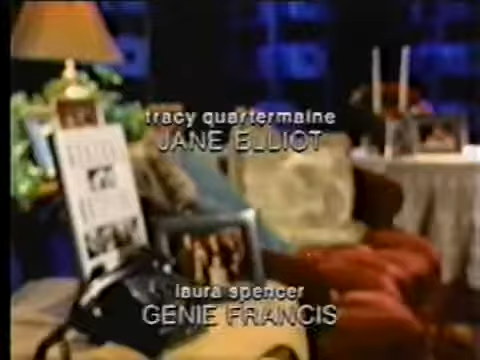 tracy quartermaine
JANE ELLIOT
laura spencer
GENIE FRANCIS